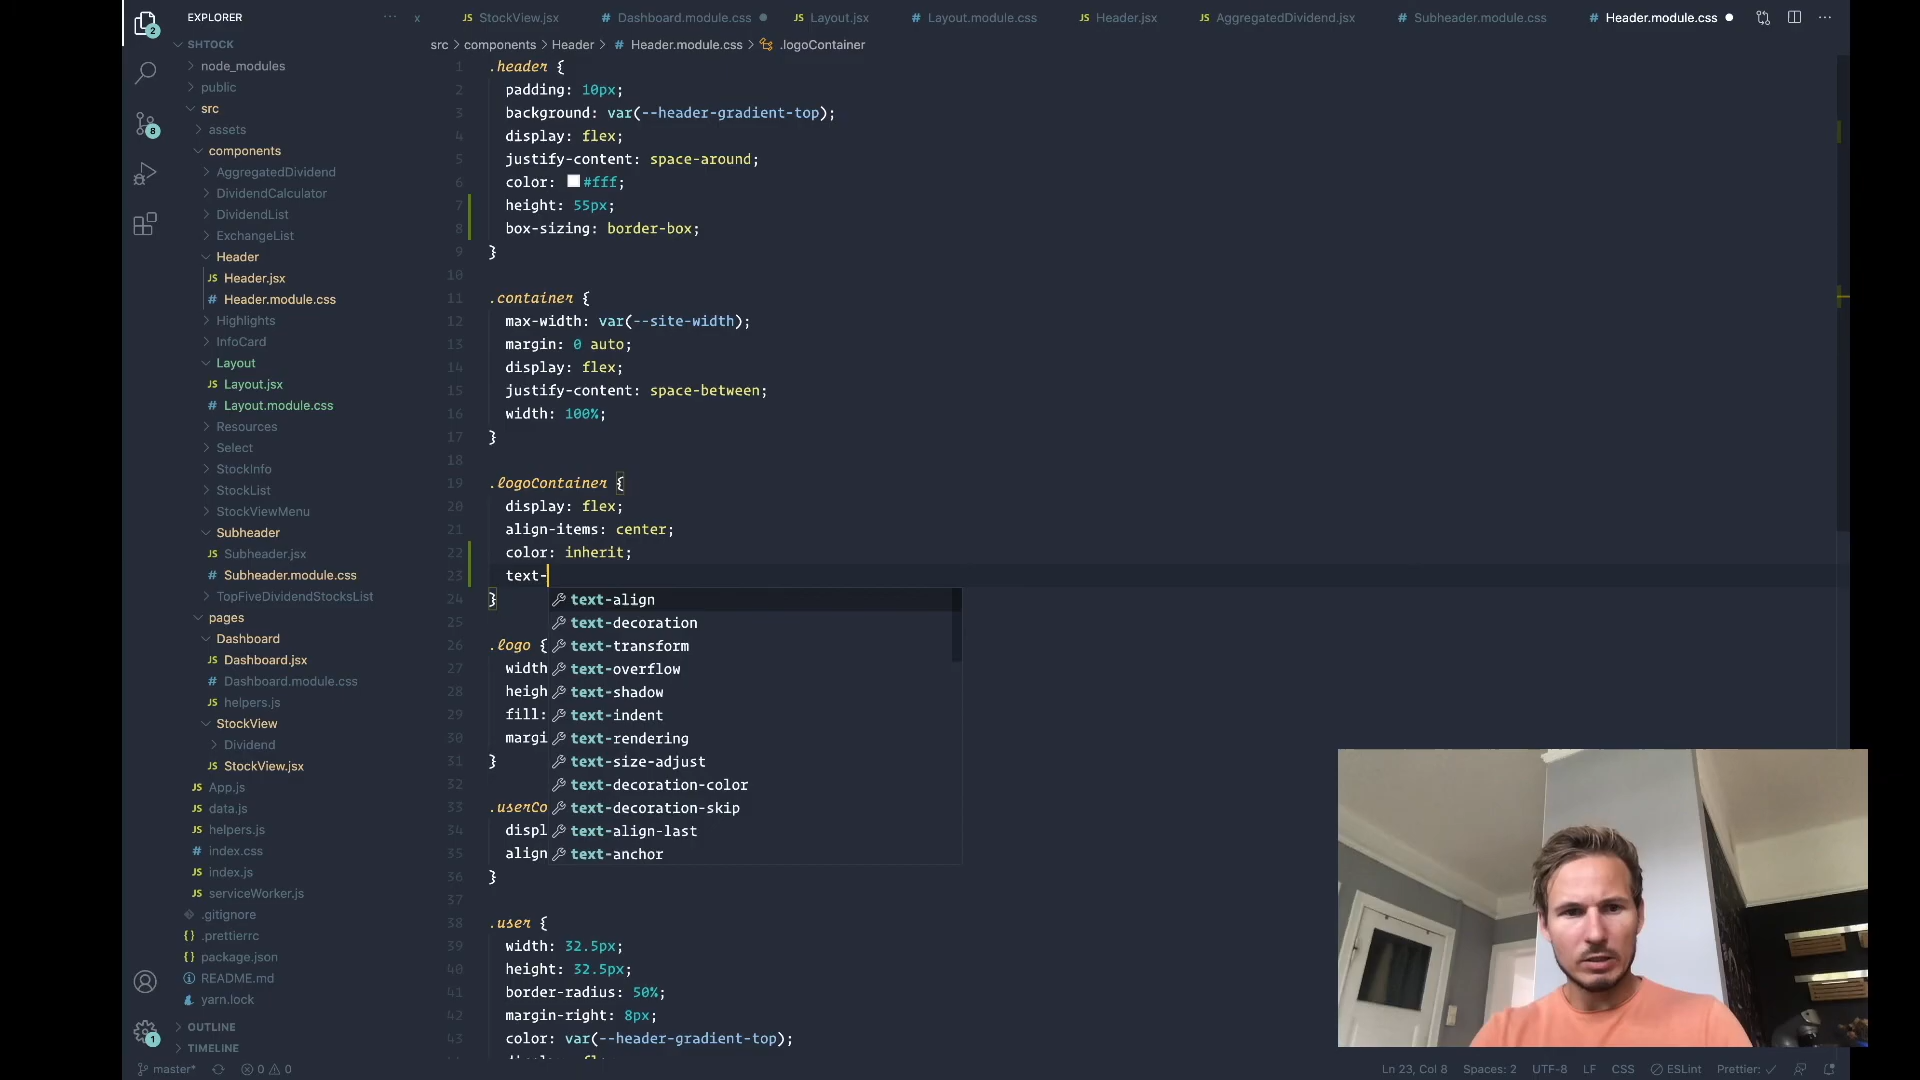 EXPLORER
SHTOCK
node_modules
public
src
assets
components
AggregatedDividend
DividendCalculator
DividendList
ExchangeList
Header
JS Header.jsx
# Header.module.css
Highlights
InfoCard
Layout
JS Layout.jsx
# Layout.module.css
Resources
Select
StockInfo
StockList
StockViewMenu
Subheader
JS Subheader.jsx
# Subheader.module.css
TopFiveDividendStocksList
pages
Dashboard
JS Dashboard.jsx
# Dashboard.module.css
JS helpers.js
StockView
Dividend
JS StockView.jsx
JS App.js
JS data.js
JS helpers.js
# index.css
JS index.js
JS serviceWorker.js
.gitignore
{} .prettierrc
{} package.json
README.md
yarn.lock
OUTLINE
TIMELINE
2
8
1
x JS StockView.jsx # Dashboard.module.css JS Layout.jsx # Layout.module.css JS Header.jsx JS AggregatedDividend.jsx # Subheader.module.css # Header.module.css
src > components > Header > # Header.module.css > .logoContainer
1 .header {
2 padding: 10px;
3 background: var(--header-gradient-top);
4 display: flex;
5 justify-content: space-around;
6 color: #fff;
7 height: 55px;
8 box-sizing: border-box;
9 }
10
11 .container {
12 max-width: var(--site-width);
13 margin: 0 auto;
14 display: flex;
15 justify-content: space-between;
16 width: 100%;
17 }
18
19 .logoContainer {
20 display: flex;
21 align-items: center;
22 color: inherit;
23 text-
24 }
25
26 .logo {
27 width
28 heigh
29 fill:
30 margi
31 }
32
33 .userCo
34 displ
35 align
36 }
37
38 .user {
39 width: 32.5px;
40 height: 32.5px;
41 border-radius: 50%;
42 margin-right: 8px;
43 color: var(--header-gradient-top);
text-align
text-decoration
text-transform
text-overflow
text-shadow
text-indent
text-rendering
text-size-adjust
text-decoration-color
text-decoration-skip
text-align-last
text-anchor
master* 0 0 Ln 23, Col 8 Spaces: 2 UTF-8 LF CSS ESLint Prettier: ✓